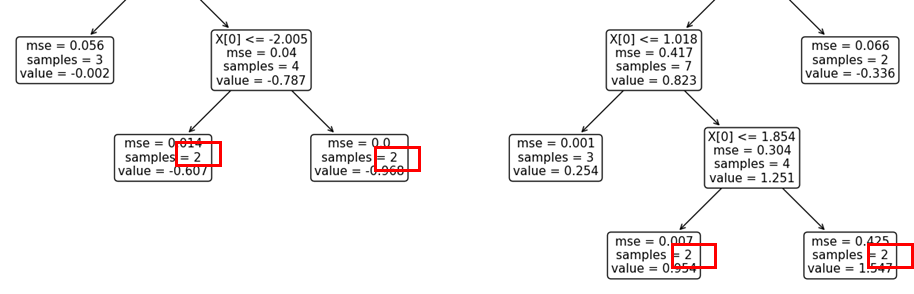 mse = 0.056
samples = 3
value = -0.002
X[0] <= -2.005
mse = 0.04
samples = 4
value = -0.787
X[0] <= 1.018
mse = 0.417
samples = 7
value = 0.823
mse = 0.066
samples = 2
value = -0.336
mse = 0.014
samples = 2
value = -0.607
mse = 0.0
samples = 2
value = -0.968
mse = 0.001
samples = 3
value = 0.254
X[0] <= 1.854
mse = 0.304
samples = 4
value = 1.251
mse = 0.007
samples = 2
value = 0.954
mse = 0.425
samples = 2
value = 1.547